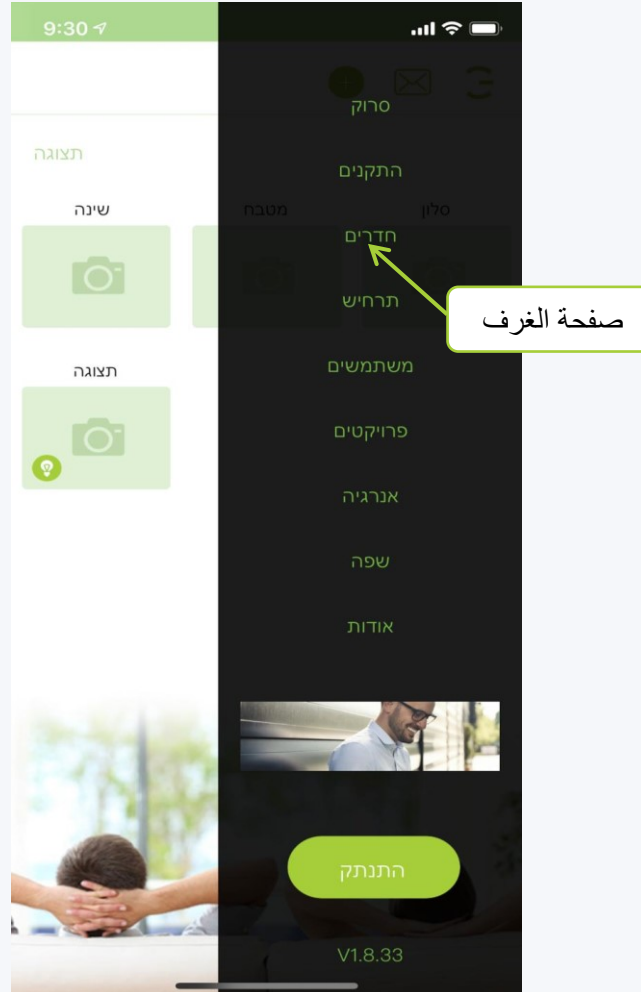 9:30
סרוק
תצוגה
התקנים
שינה
מטבח
סלון
חדרים
תרחיש
صفحة الغرف
משתמשים
תצוגה
פרויקטים
אנרגיה
שפה
אודות
התנתק
V1.8.33